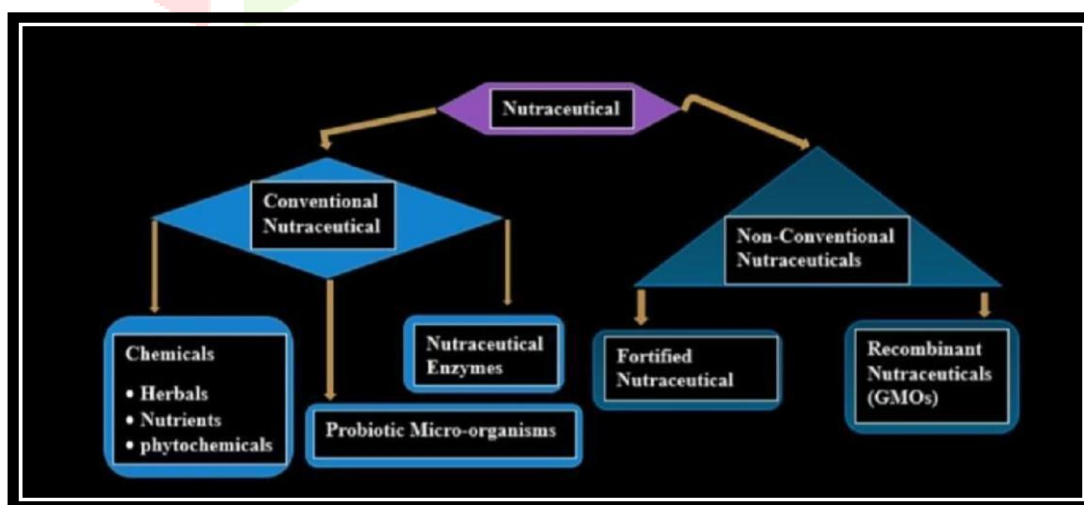 Nutraceutical
Conventional
Nutraceutical
Non-Conventional
Nutraceuticals
Chemicals
• Herbals
• Nutrients
• phytochemicals
Probiotic Micro-organisms
Nutraceutical
Enzymes
Fortified
Nutraceutical
Recombinant
Nutraceuticals
(GMOs)